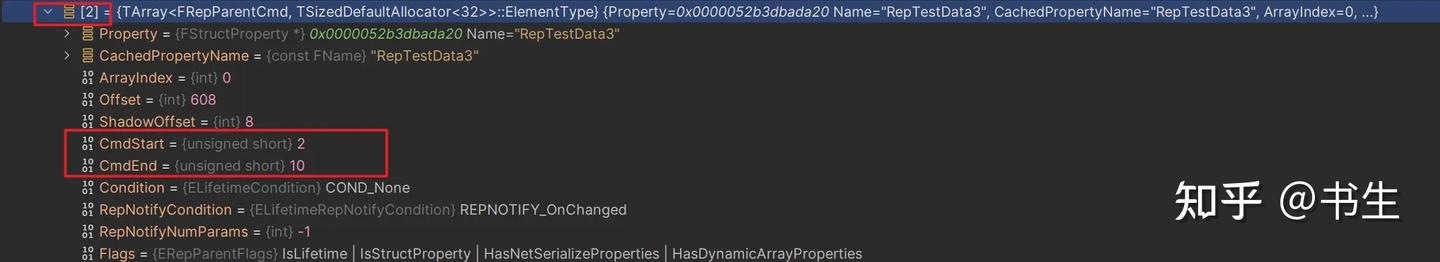 [2] = {TArray<FRepParentCmd, TSizedDefaultAllocator<32>>::ElementType} {Property=0x0000052b3dbada20 Name="RepTestData3", CachedPropertyName="RepTestData3", ArrayIndex=0, ...}
Property = {FStructProperty *} 0x0000052b3dbada20 Name="RepTestData3"
CachedPropertyName = {const FName} "RepTestData3"
ArrayIndex = {int} 0
Offset = {int} 608
ShadowOffset = {int} 8
CmdStart = {unsigned short} 2
CmdEnd = {unsigned short} 10
Condition = {ELifetimeCondition} COND_None
RepNotifyCondition = {ELifetimeRepNotifyCondition} REPNOTIFY_OnChanged
RepNotifyNumParams = {int} -1
Flags = {ERepParentFlags} IsLifetime | IsStructProperty | HasNetSerializeProperties | HasDynamicArrayProperties
知乎 @书生